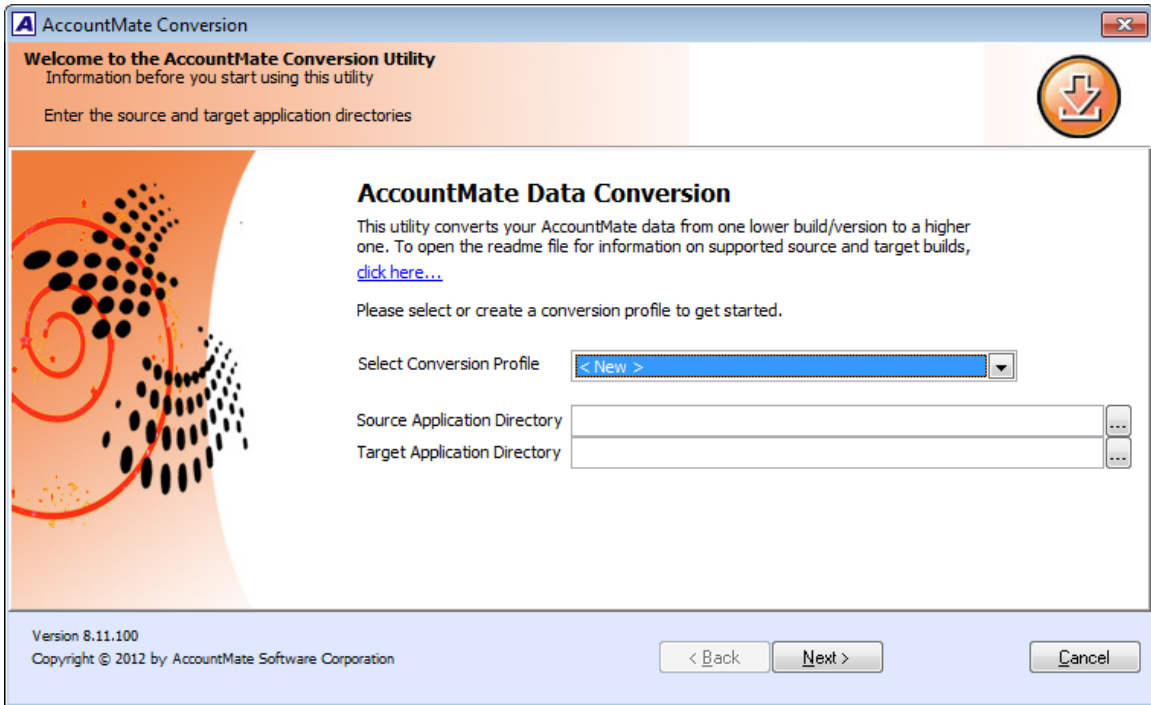 AccountMate Conversion
Welcome to the AccountMate Conversion Utility
Information before you start using this utility
Enter the source and target application directories
AccountMate Data Conversion
This utility converts your AccountMate data from one lower build/version to a higher
one. To open the readme file for information on supported source and target builds,
click here...
Please select or create a conversion profile to get started.
Select Conversion Profile < New >
Source Application Directory ...
Target Application Directory ...
Version 8.11.100
Copyright © 2012 by AccountMate Software Corporation
< Back Next > Cancel